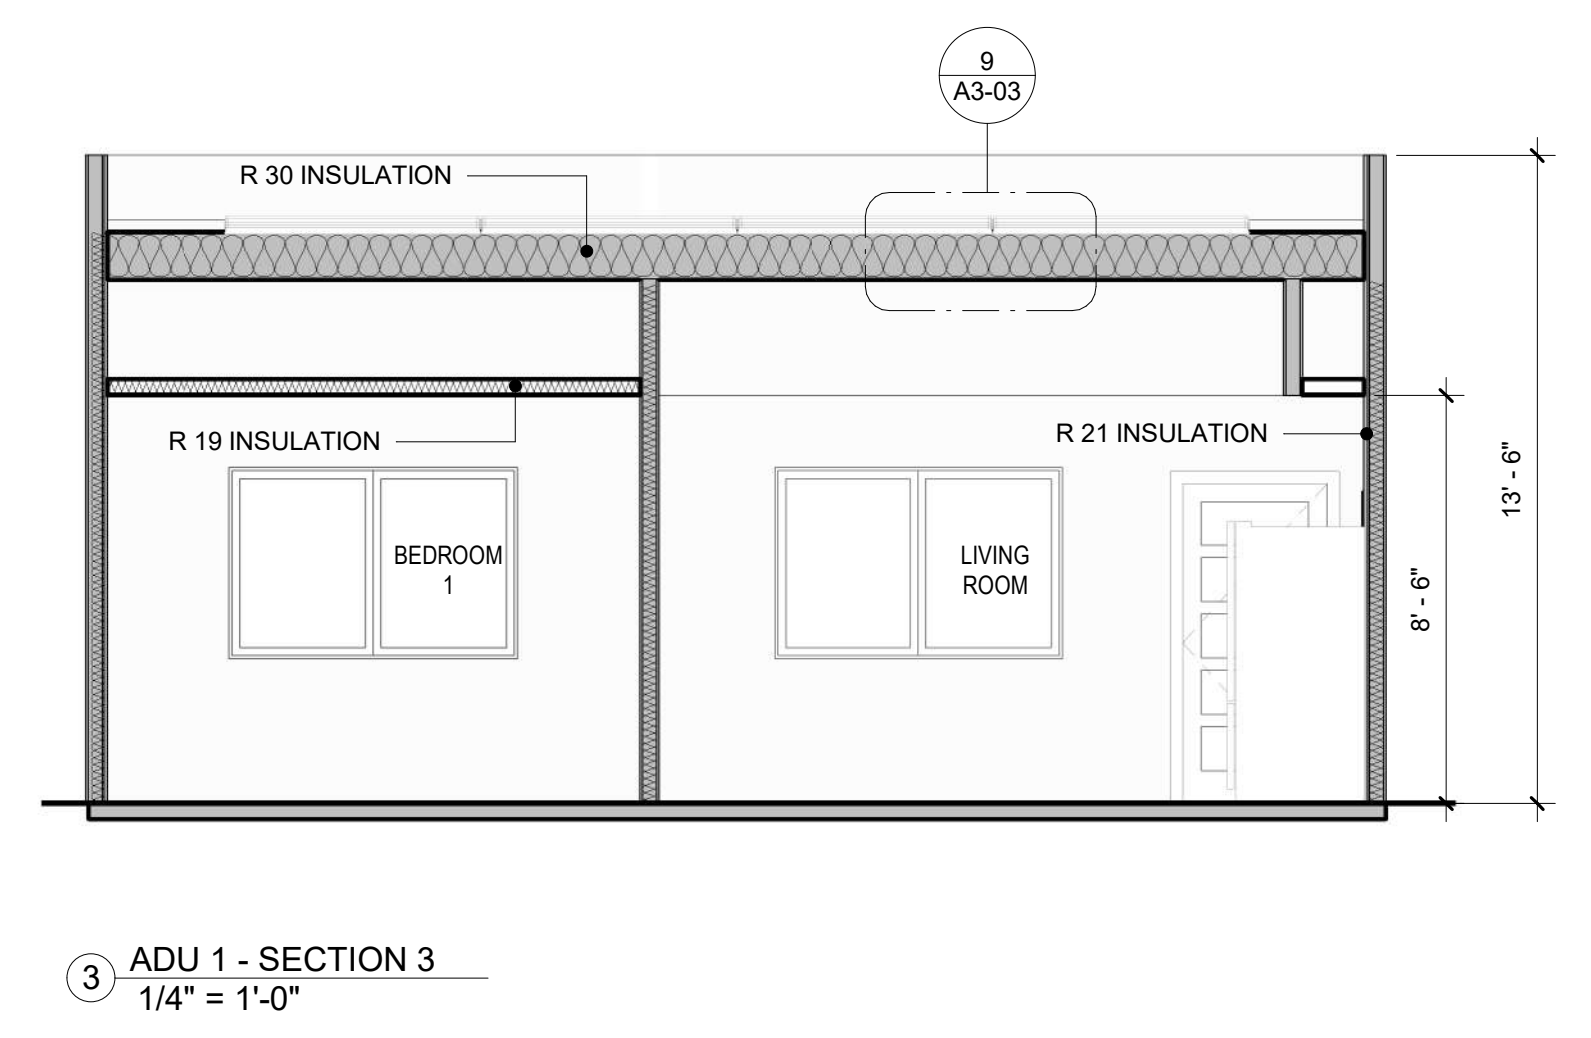 9
A3-03
R 30 INSULATION
R 19 INSULATION
R 21 INSULATION
13' - 6"
8' - 6"
BEDROOM
1
LIVING
ROOM
3
ADU 1 - SECTION 3
1/4" = 1'-0"